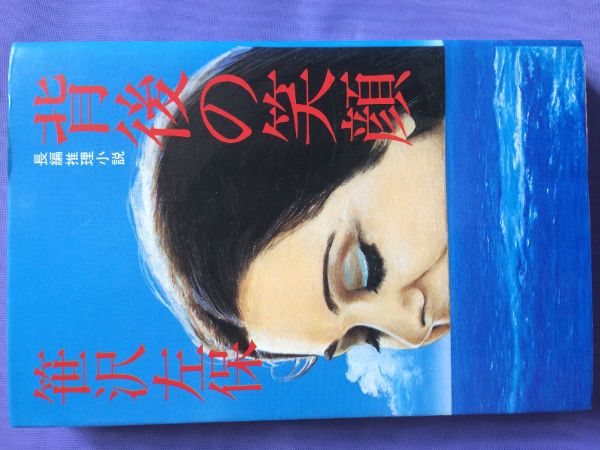 背後の笑顔
長編推理小説
笹沢左保